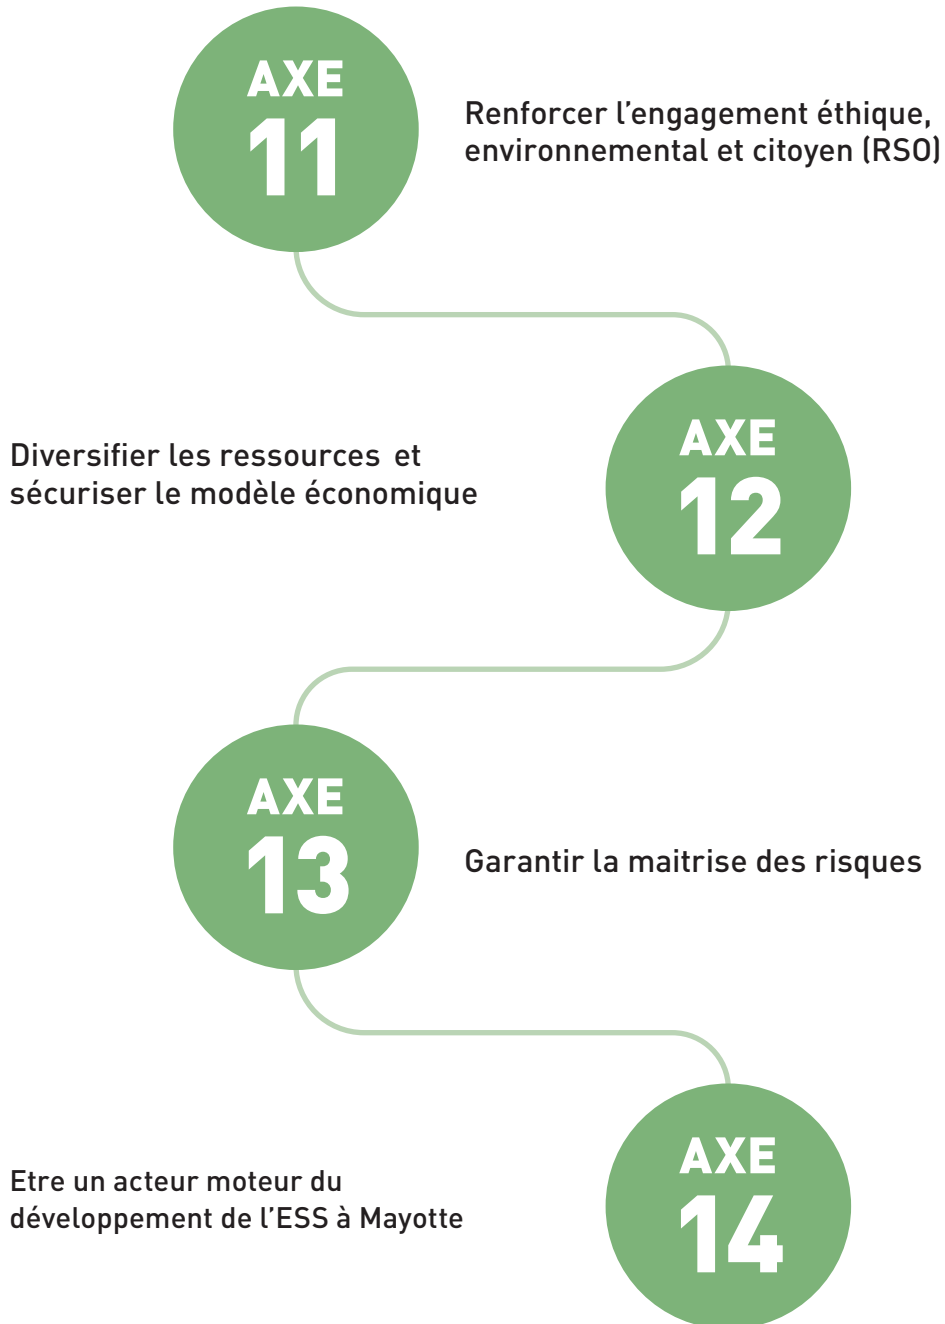 AXE
11
Renforcer l’engagement éthique,
environnemental et citoyen (RSO)
Diversifier les ressources et
sécuriser le modèle économique
AXE
12
AXE
13
Garantir la maitrise des risques
Etre un acteur moteur du
développement de l’ESS à Mayotte
AXE
14